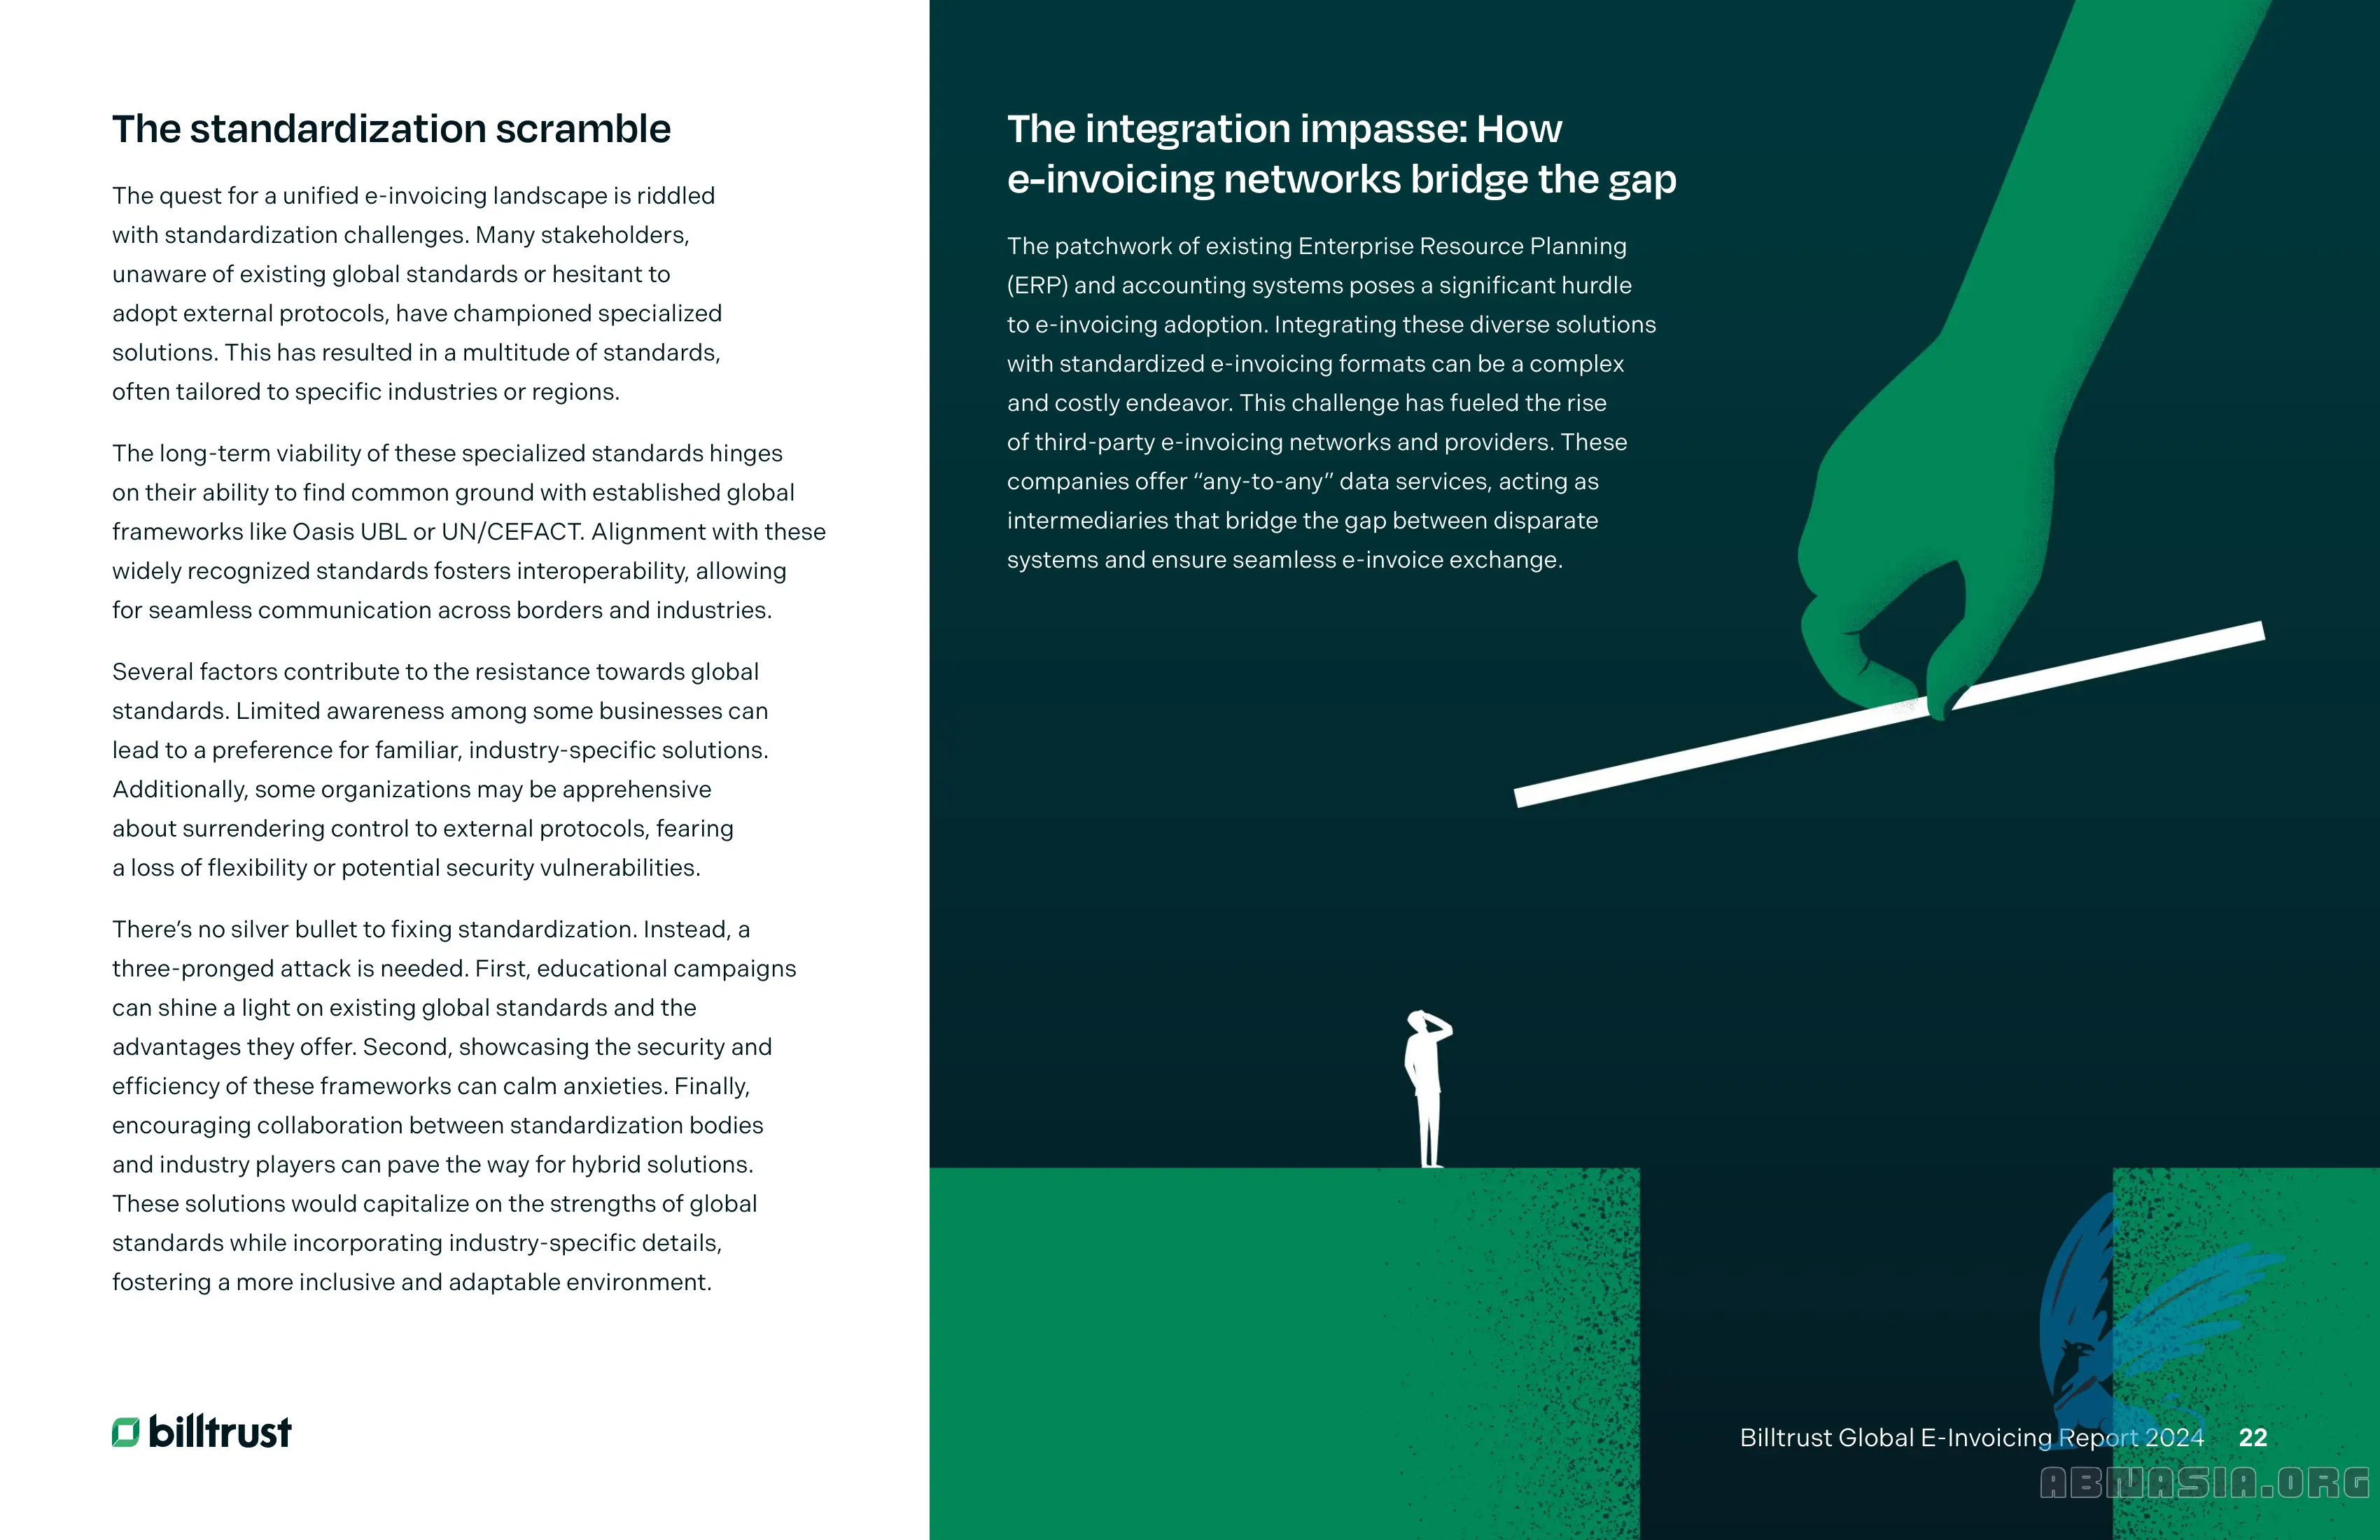 The standardization scramble
The quest for a unified e-invoicing landscape is riddled
with standardization challenges. Many stakeholders,
unaware of existing global standards or hesitant to
adopt external protocols, have championed specialized
solutions. This has resulted in a multitude of standards,
often tailored to specific industries or regions.
The long-term viability of these specialized standards hinges
on their ability to find common ground with established global
frameworks like Oasis UBL or UN/CEFACT. Alignment with these
widely recognized standards fosters interoperability, allowing
for seamless communication across borders and industries.
Several factors contribute to the resistance towards global
standards. Limited awareness among some businesses can
lead to a preference for familiar, industry-specific solutions.
Additionally, some organizations may be apprehensive
about surrendering control to external protocols, fearing
a loss of flexibility or potential security vulnerabilities.
There’s no silver bullet to fixing standardization. Instead, a
three-pronged attack is needed. First, educational campaigns
can shine a light on existing global standards and the
advantages they offer. Second, showcasing the security and
efficiency of these frameworks can calm anxieties. Finally,
encouraging collaboration between standardization bodies
and industry players can pave the way for hybrid solutions.
These solutions would capitalize on the strengths of global
standards while incorporating industry-specific details,
fostering a more inclusive and adaptable environment.
billtrust
The integration impasse: How
e-invoicing networks bridge the gap
The patchwork of existing Enterprise Resource Planning
(ERP) and accounting systems poses a significant hurdle
to e-invoicing adoption. Integrating these diverse solutions
with standardized e-invoicing formats can be a complex
and costly endeavor. This challenge has fueled the rise
of third-party e-invoicing networks and providers. These
companies offer “any-to-any” data services, acting as
intermediaries that bridge the gap between disparate
systems and ensure seamless e-invoice exchange.
Billtrust Global E-Invoicing Report 2024 22
ABNASIA.ORG